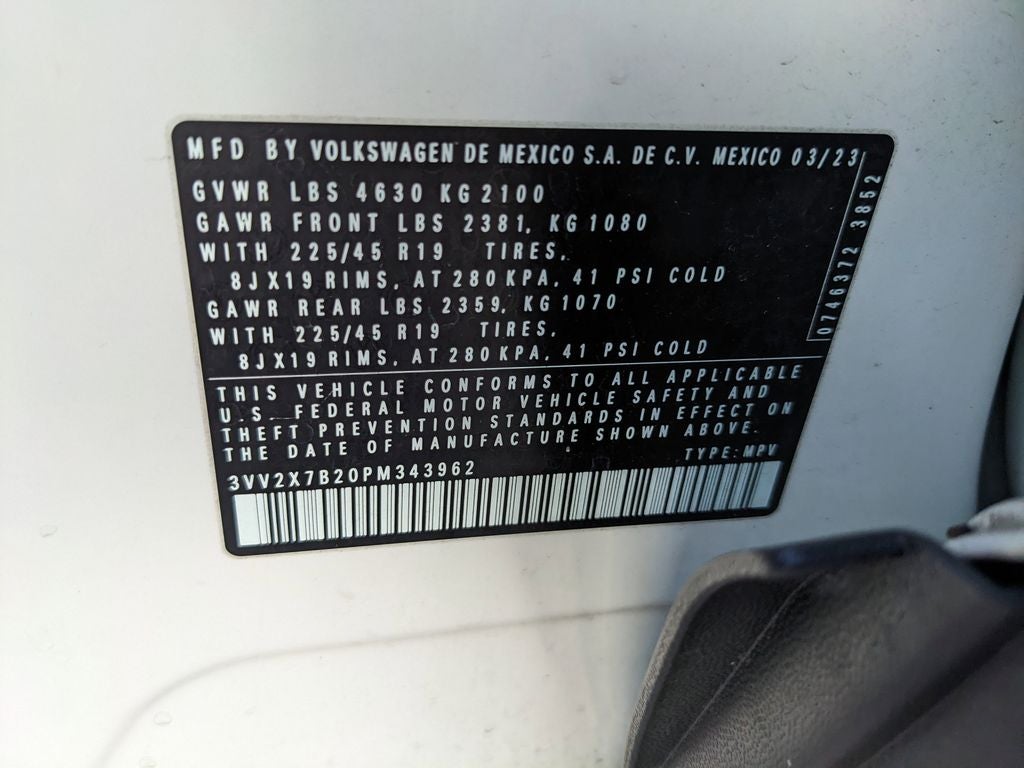 MFD BY VOLKSWAGEN DE MEXICO S.A. DE C.V. MEXICO 03/23
GVWR LBS 4630 KG 2100
GAWR FRONT LBS 2381, KG 1080
WITH 225/45 R19 TIRES,
8JX19 RIMS, AT 280 KPA, 41 PSI COLD
GAWR REAR LBS 2359, KG 1070
WITH 225/45 R19 TIRES,
8JX19 RIMS, AT 280 KPA, 41 PSI COLD
0746372 3852
THIS VEHICLE CONFORMS TO ALL APPLICABLE
U.S. FEDERAL MOTOR VEHICLE SAFETY AND
THEFT PREVENTION STANDARDS IN EFFECT ON
THE DATE OF MANUFACTURE SHOWN ABOVE.
TYPE: MPV
3VV2X7B20PM343962